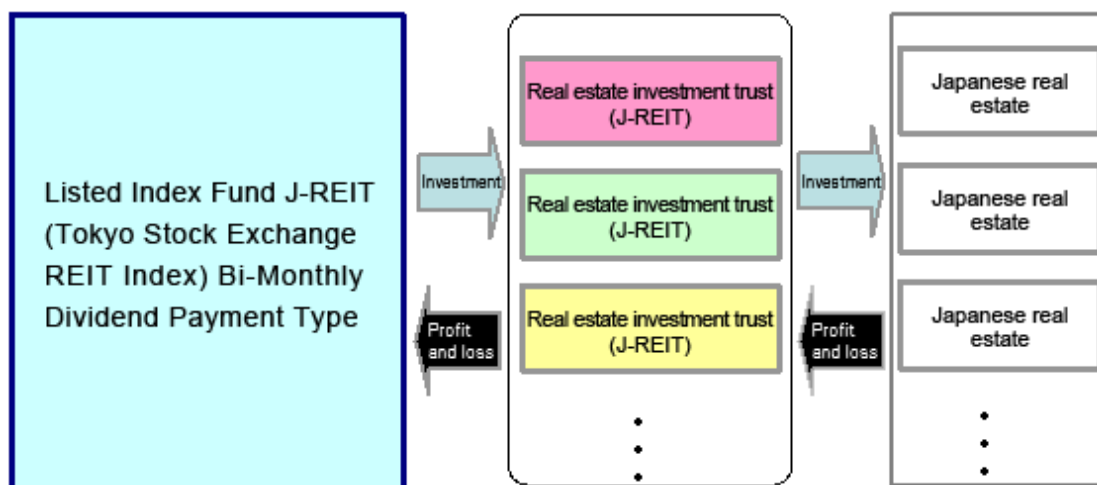 Listed Index Fund J-REIT
(Tokyo Stock Exchange
REIT Index) Bi-Monthly
Dividend Payment Type
Investment
Profit
and loss
Real estate investment trust
(J-REIT)
Real estate investment trust
(J-REIT)
Real estate investment trust
(J-REIT)
Investment
Profit
and loss
Japanese real
estate
Japanese real
estate
Japanese real
estate